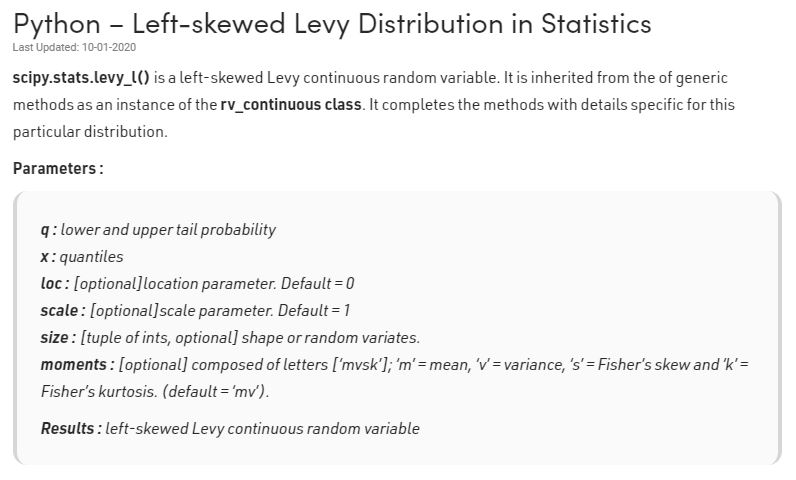 Python – Left-skewed Levy Distribution in Statistics
Last Updated: 10-01-2020
scipy.stats.levy_l() is a left-skewed Levy continuous random variable. It is inherited from the of generic
methods as an instance of the rv_continuous class. It completes the methods with details specific for this
particular distribution.
Parameters :
q : lower and upper tail probability
x : quantiles
loc : [optional]location parameter. Default = 0
scale : [optional]scale parameter. Default = 1
size : [tuple of ints, optional] shape or random variates.
moments : [optional] composed of letters [‘mvsk’]; ‘m’ = mean, ‘v’ = variance, ‘s’ = Fisher’s skew and ‘k’ =
Fisher’s kurtosis. (default = ‘mv’).
Results : left-skewed Levy continuous random variable